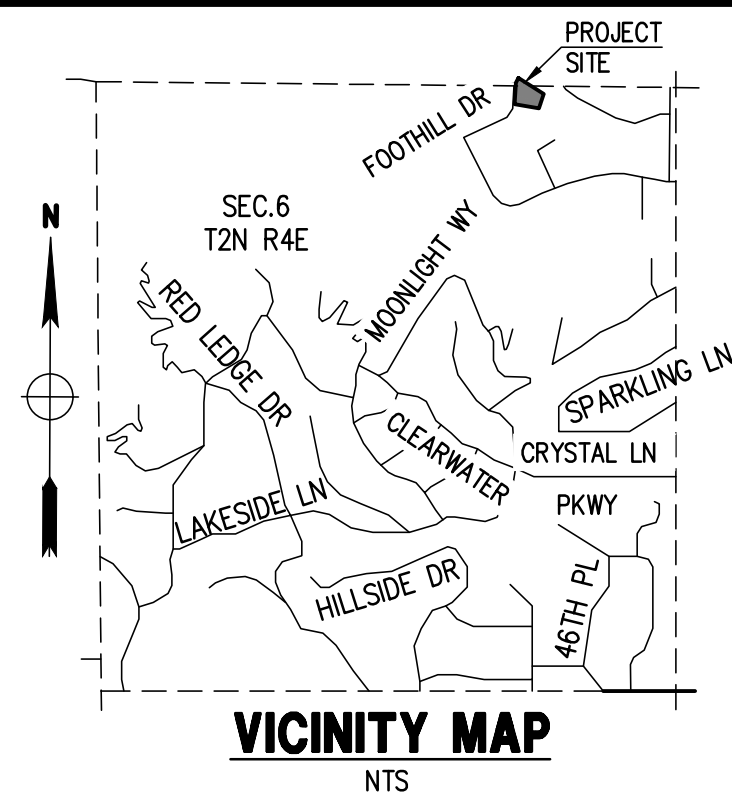 PROJECT
SITE
FOOTHILL DR
N
SEC.6
T2N R4E
MOONLIGHT WY
RED LEDGE DR
SPARKLING LN
CLEARWATER
CRYSTAL LN
PKWY
LAKESIDE LN
HILLSIDE DR
46TH PL
VICINITY MAP
NTS